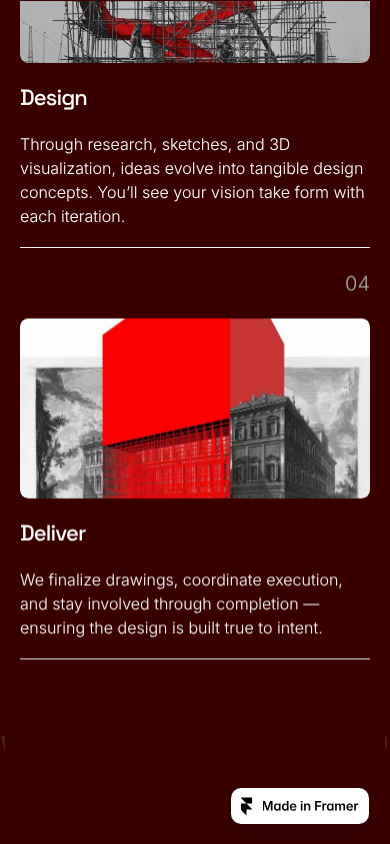 Design
Through research, sketches, and 3D
visualization, ideas evolve into tangible design
concepts. You’ll see your vision take form with
each iteration.
04
Deliver
We finalize drawings, coordinate execution,
and stay involved through completion —
ensuring the design is built true to intent.
Made in Framer